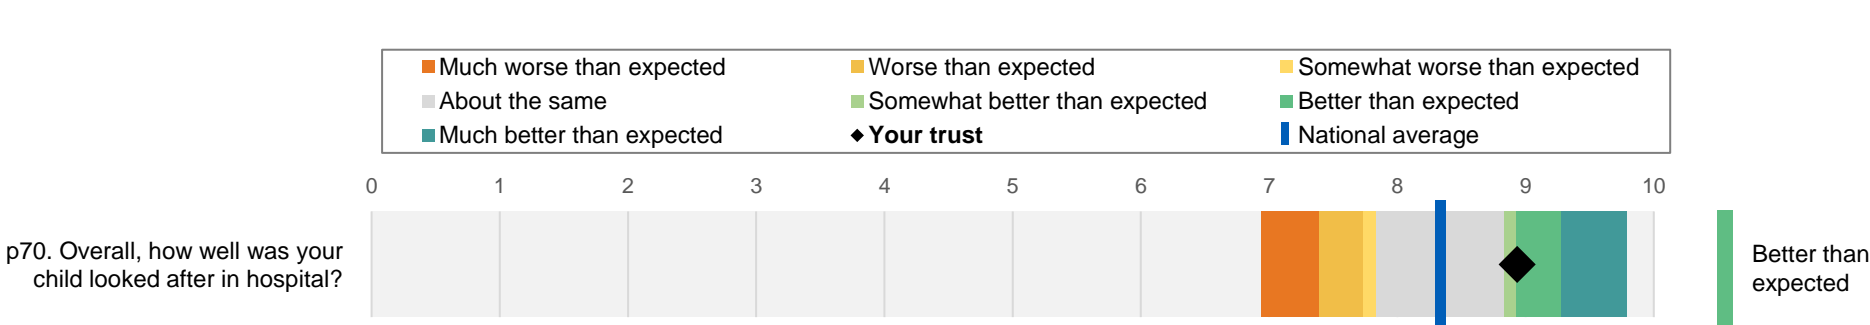 Much worse than expected Worse than expected Somewhat worse than expected
About the same Somewhat better than expected Better than expected
Much better than expected Your trust National average
0 1 2 3 4 5 6 7 8 9 10
p70. Overall, how well was your
child looked after in hospital?
Better than
expected